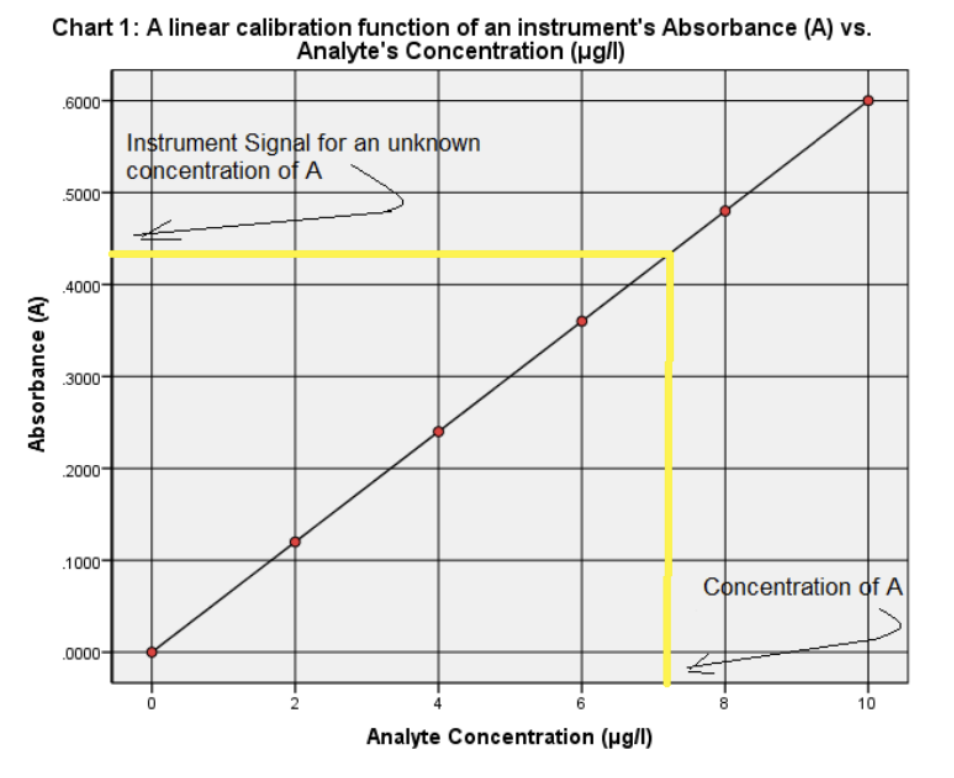 Chart 1: A linear calibration function of an instrument's Absorbance (A) vs.
Analyte's Concentration (µg/l)
.6000
Instrument Signal for an unknown
concentration of A
.5000
.4000
Absorbance (A)
.3000
.2000
.1000
Concentration of A
.0000
0 2 4 6 8 10
Analyte Concentration (µg/l)